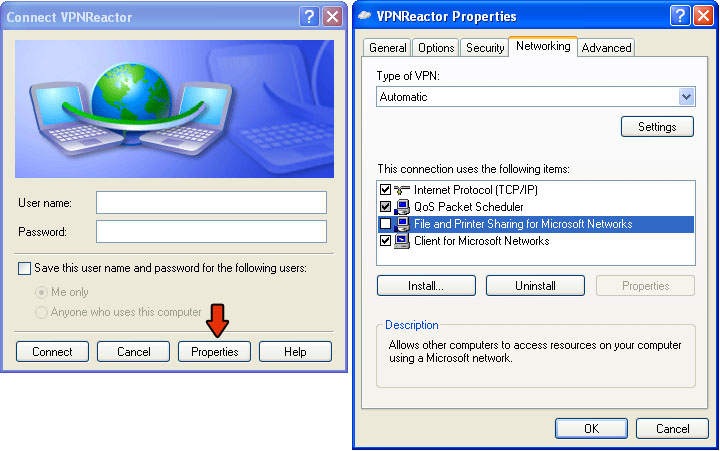 Connect VPNReactor
User name:
Password:
Save this user name and password for the following users:
Me only
Anyone who uses this computer
Connect
Cancel
Properties
Help
VPNReactor Properties
General
Options
Security
Networking
Advanced
Type of VPN:
Automatic
Settings
This connection uses the following items:
Internet Protocol (TCP/IP)
QoS Packet Scheduler
File and Printer Sharing for Microsoft Networks
Client for Microsoft Networks
Install...
Uninstall
Properties
Description
Allows other computers to access resources on your computer
using a Microsoft network.
OK
Cancel